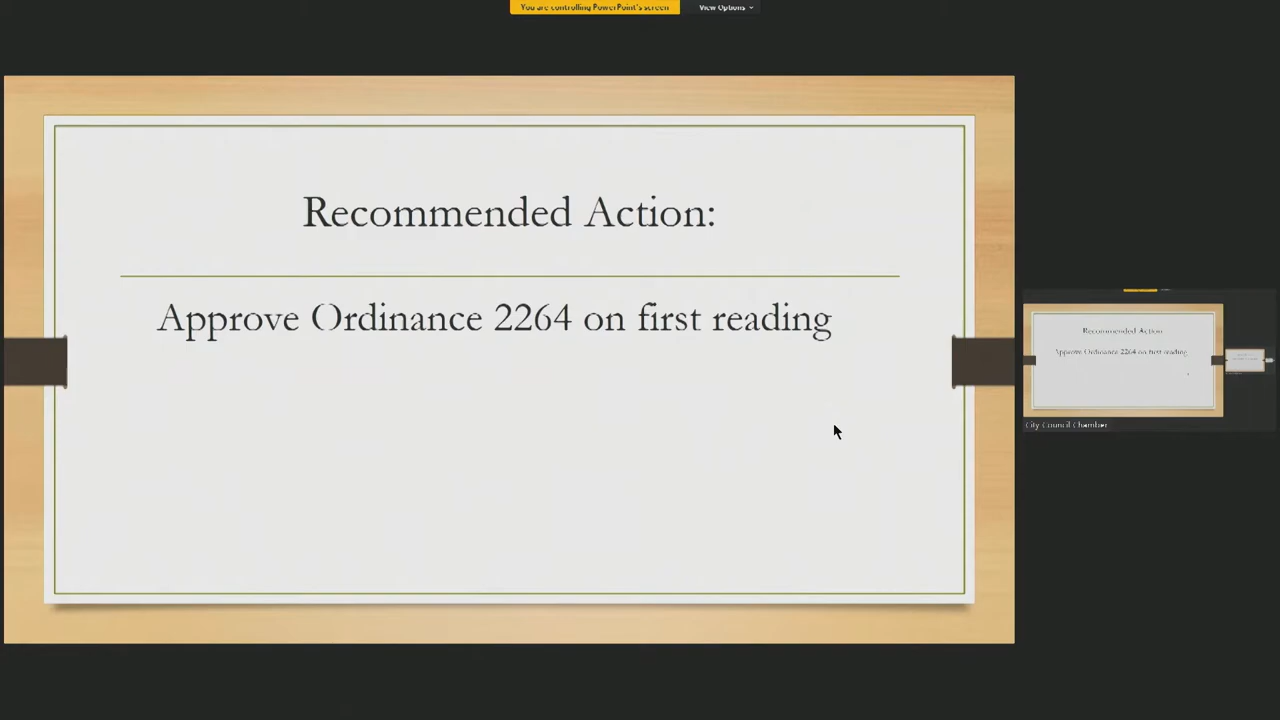 You are controlling PowerPoint's screen
View Options
Recommended Action:
Approve Ordinance 2264 on first reading
Recommended Action
Approve Ordinance 2264 on first reading
City Council Chamber